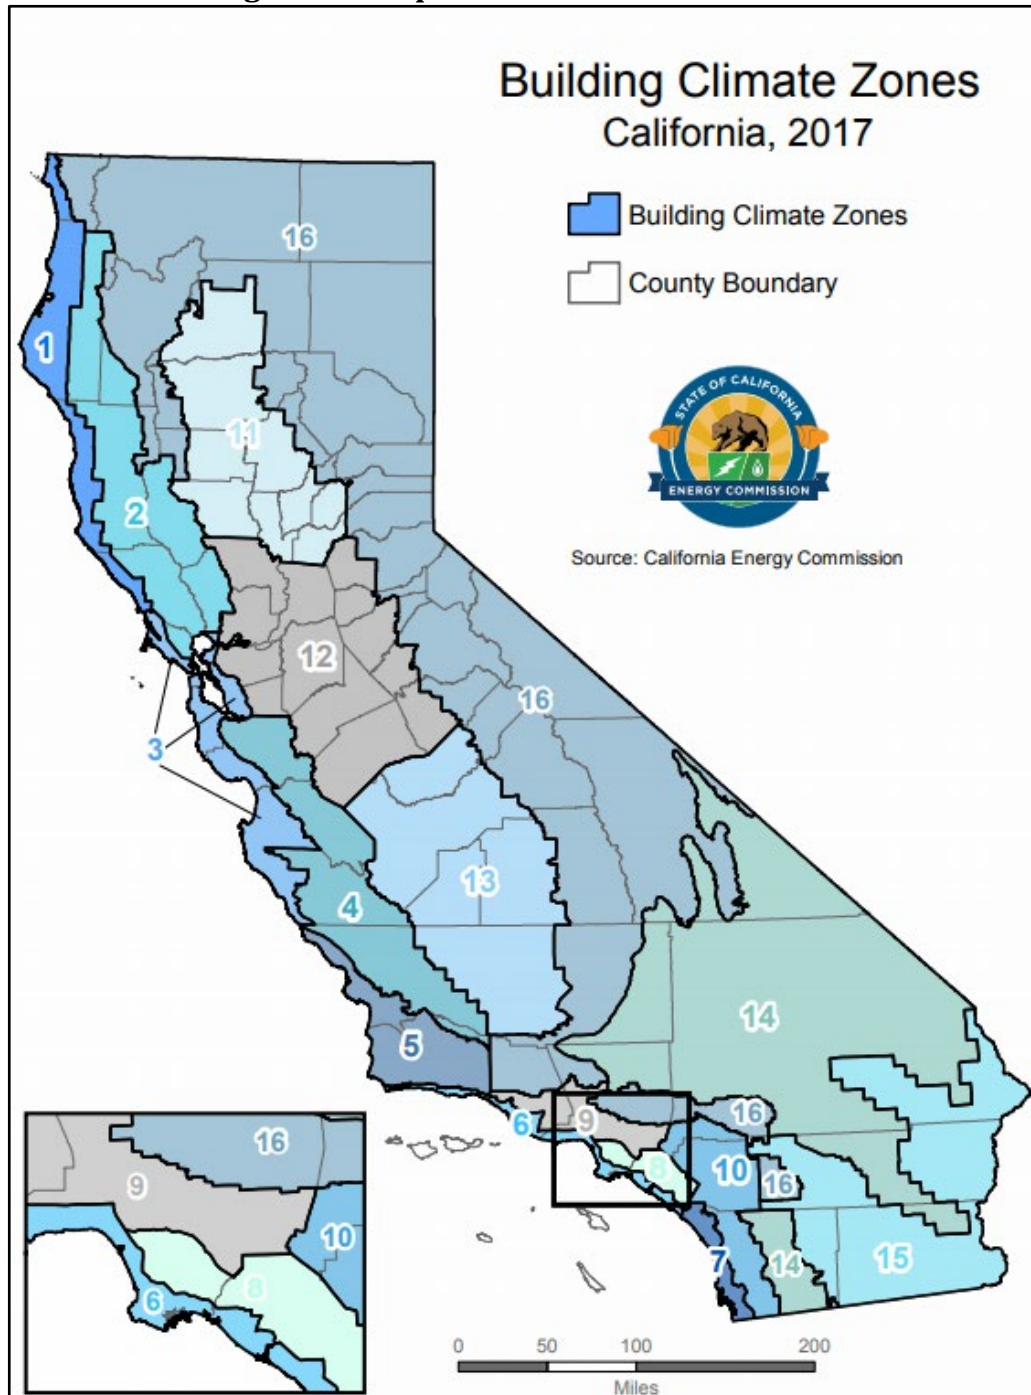 Building Climate Zones
California, 2017
Building Climate Zones
County Boundary
STATE OF CALIFORNIA
ENERGY COMMISSION
Source: California Energy Commission
16
1
11
2
12
16
3
13
4
14
5
6
9
16
8
10
16
7
14
15
16
9
10
8
6
0 50 100 200
Miles